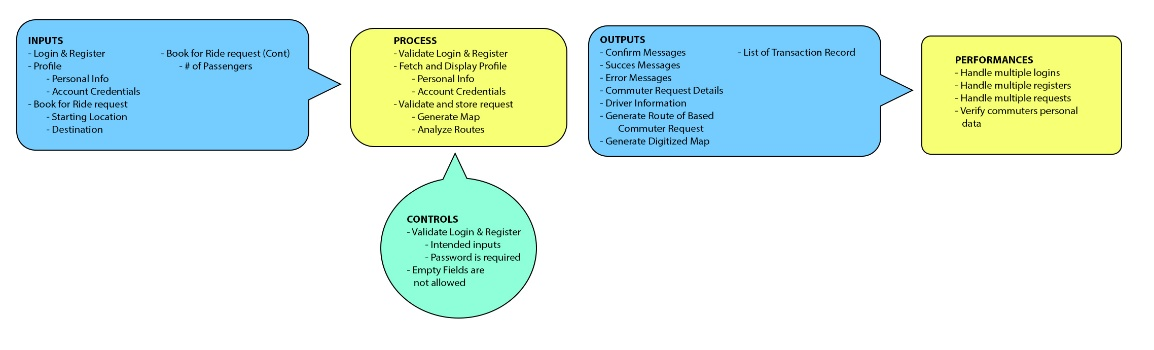 INPUTS
- Login & Register
- Profile
- Personal Info
- Account Credentials
- Book for Ride request
- Starting Location
- Destination
- Book for Ride request (Cont)
- # of Passengers
PROCESS
- Validate Login & Register
- Fetch and Display Profile
- Personal Info
- Account Credentials
- Validate and store request
- Generate Map
- Analyze Routes
OUTPUTS
- Confirm Messages
- Succes Messages
- Error Messages
- Commuter Request Details
- Driver Information
- Generate Route of Based
Commuter Request
- Generate Digitized Map
- List of Transaction Record
PERFORMANCES
- Handle multiple logins
- Handle multiple registers
- Handle multiple requests
- Verify commuters personal
data
CONTROLS
- Validate Login & Register
- Intended inputs
- Password is required
- Empty Fields are
not allowed